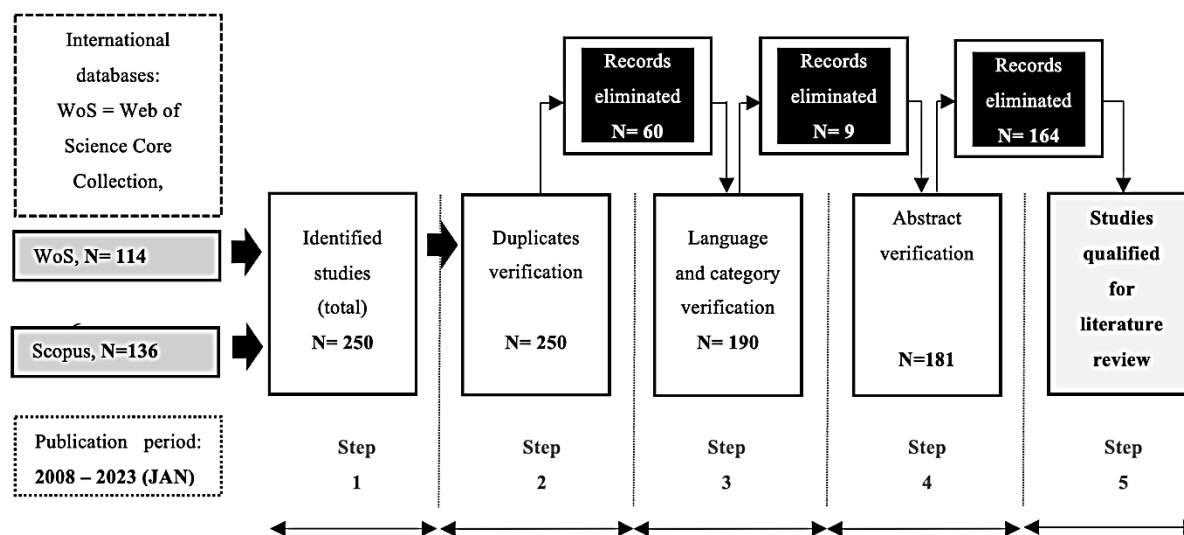 International
databases:
WoS = Web of
Science Core
Collection,
WoS, N= 114
Scopus, N=136
Publication period:
2008 – 2023 (JAN)
Identified
studies
(total)
N= 250
Duplicates
verification
N= 250
Records
eliminated
N= 60
Language
and category
verification
N= 190
Records
eliminated
N= 9
Abstract
verification
N=181
Records
eliminated
N= 164
Studies
qualified
for
literature
review
Step
1
Step
2
Step
3
Step
4
Step
5